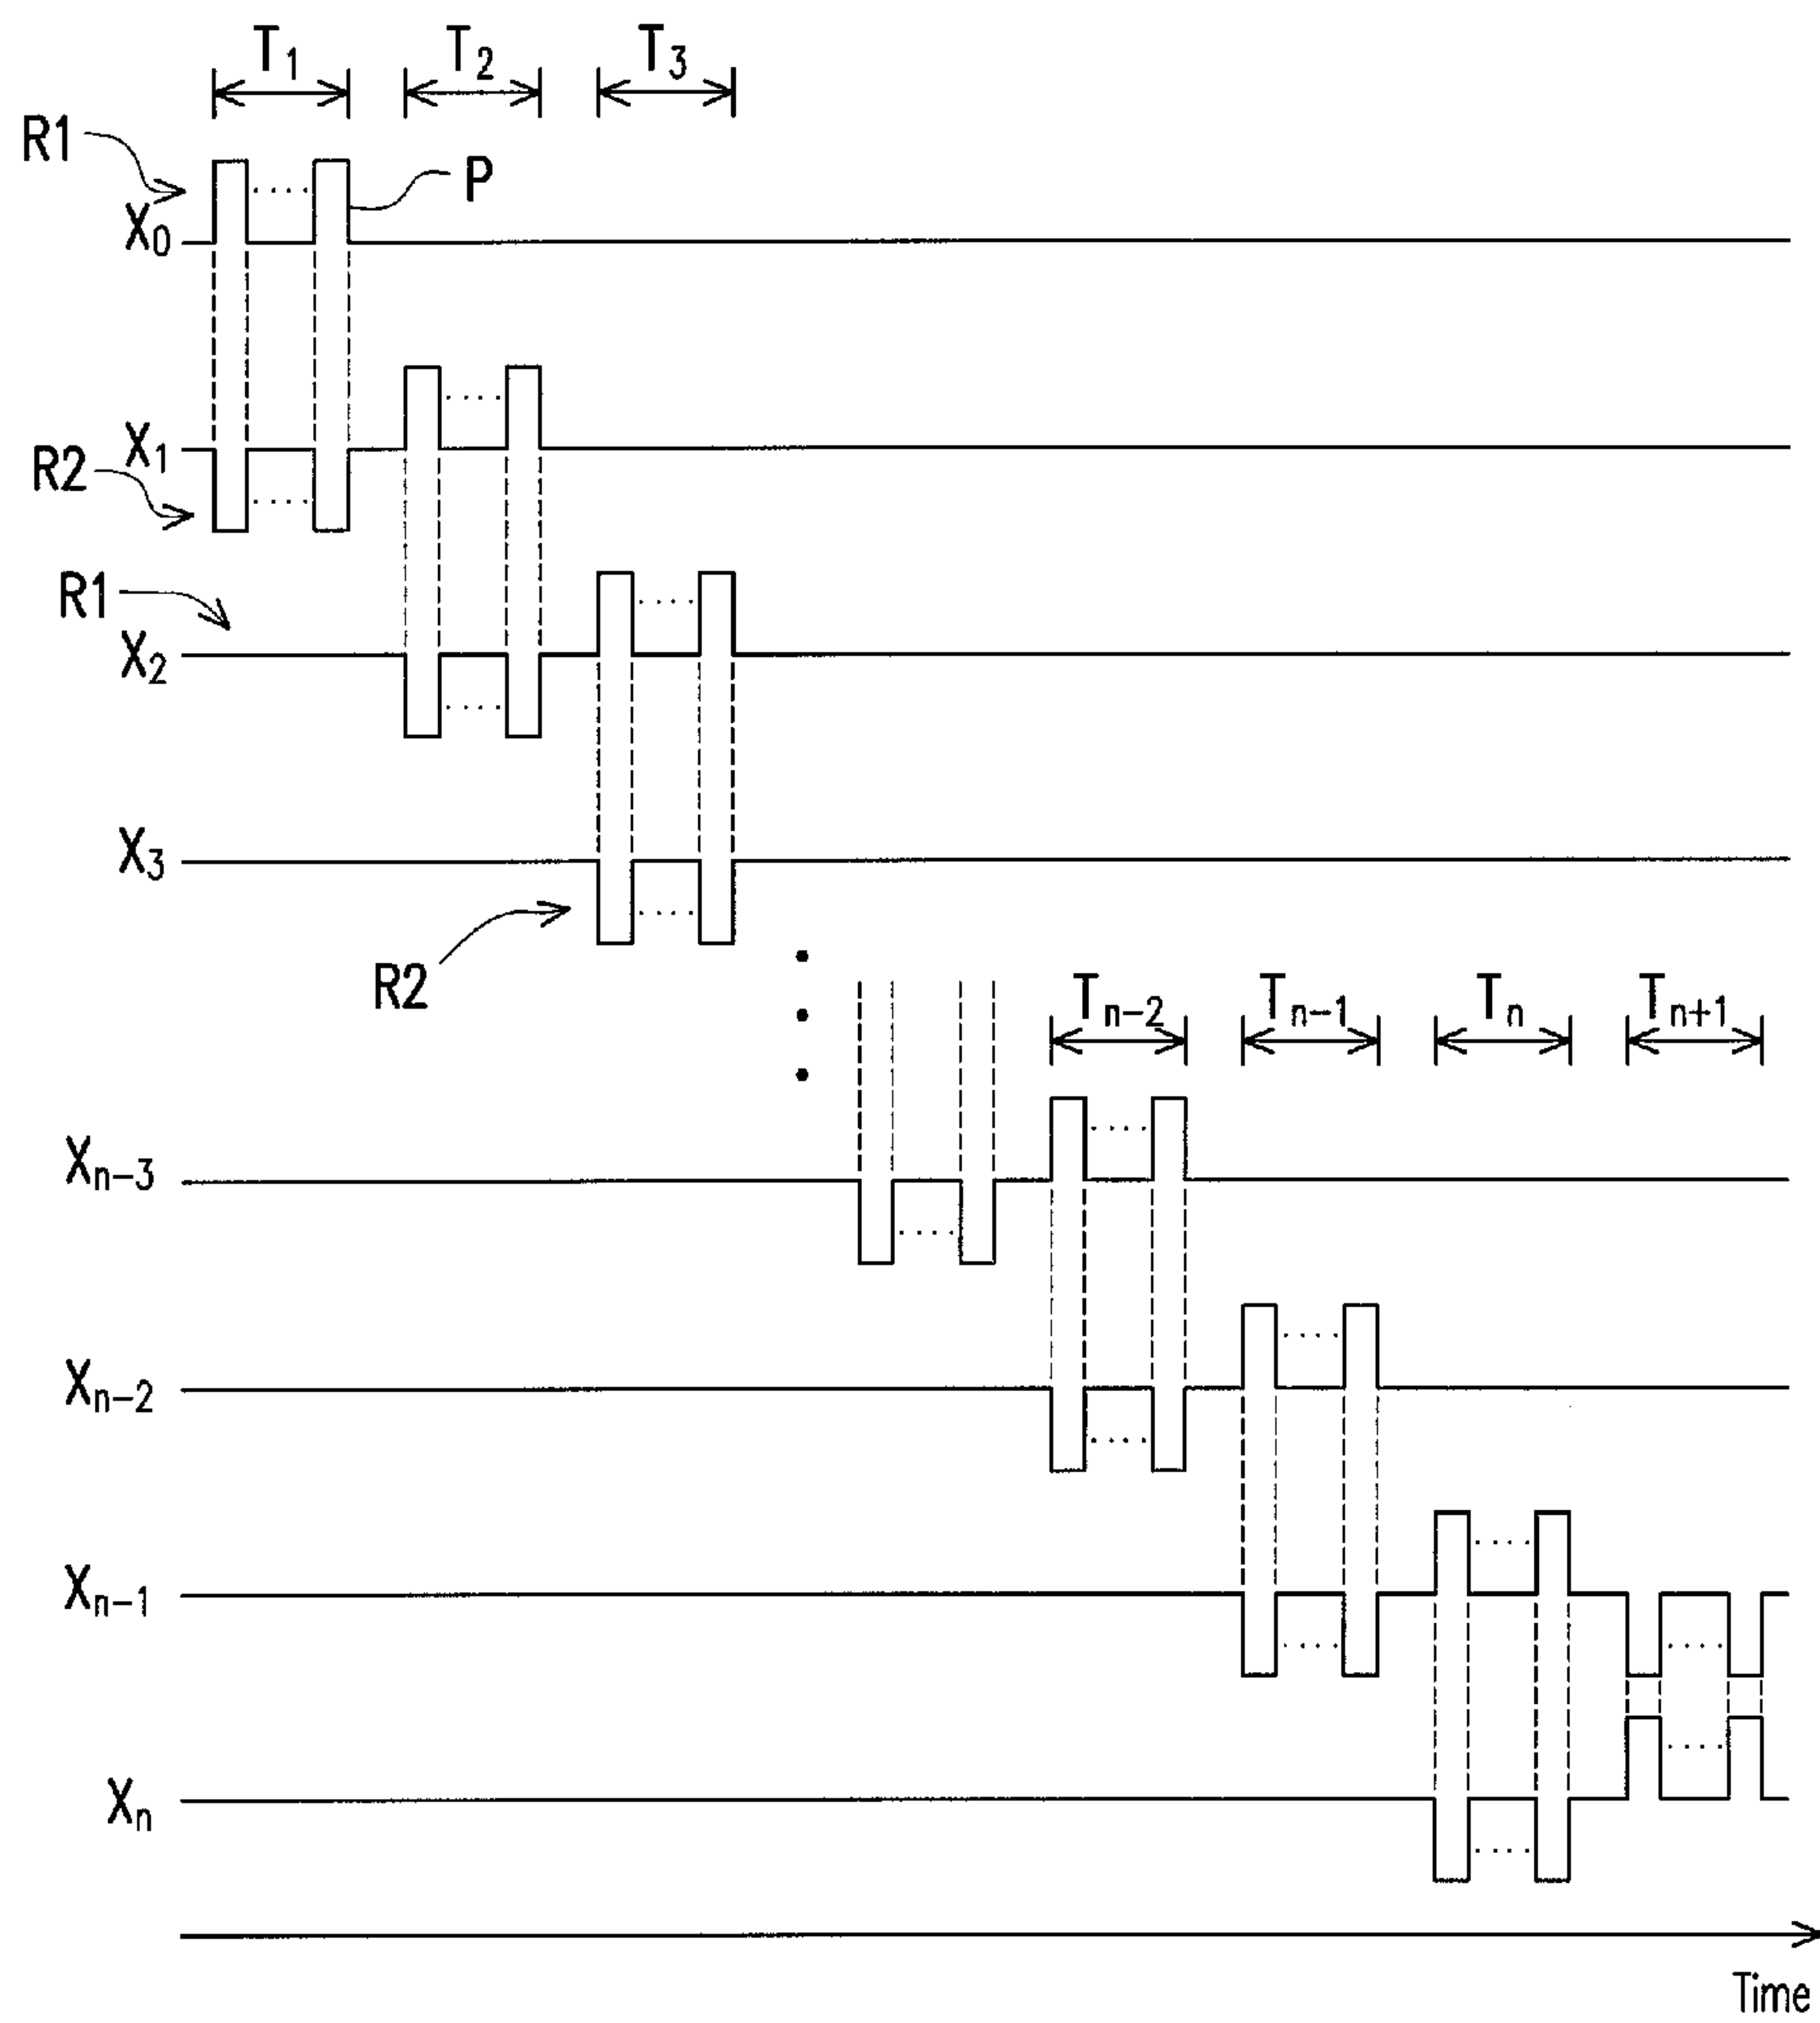 T₁ T₂ T₃
R1
P
X₀
X₁
R2
R1
X₂
X₃
R2
Tₙ₋₂ Tₙ₋₁ Tₙ Tₙ₊₁
Xₙ₋₃
Xₙ₋₂
Xₙ₋₁
Xₙ
Time